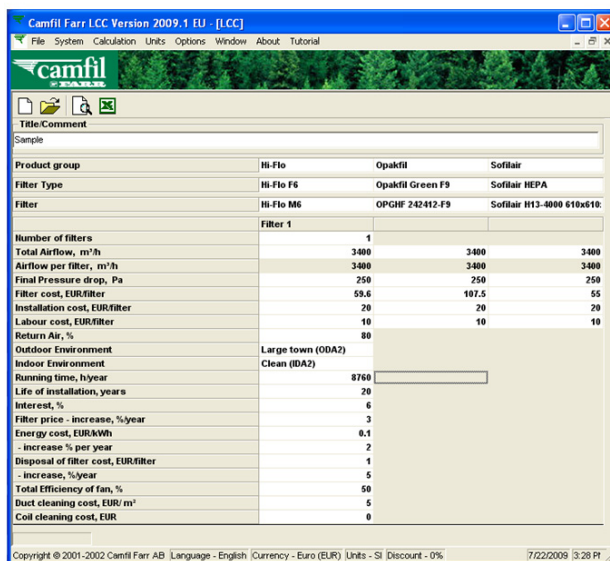 Camfil Farr LCC Version 2009.1 EU - [LCC]
File System Calculation Units Options Window About Tutorial
camfil
FARR
Title/Comment
Sample
Product group Hi-Flo Opakfil Sofilair
Filter Type Hi-Flo F6 Opakfil Green F9 Sofilair HEPA
Filter Hi-Flo M6 OPGHF 242412-F9 Sofilair H13-4000 610x610:
Filter 1
Number of filters 1
Total Airflow, m³/h 3400 3400 3400
Airflow per filter, m³/h 3400 3400 3400
Final Pressure drop, Pa 250 250 250
Filter cost, EUR/filter 59.6 107.5 55
Installation cost, EUR/filter 20 20 20
Labour cost, EUR/filter 10 10 10
Return Air, % 80
Outdoor Environment Large town (ODA2)
Indoor Environment Clean (IDA2)
Running time, h/year 8760
Life of installation, years 20
Interest, % 6
Filter price - increase, %/year 3
Energy cost, EUR/kWh 0.1
- increase % per year 2
Disposal of filter cost, EUR/filter 1
- increase, %/year 5
Total Efficiency of fan, % 50
Duct cleaning cost, EUR/ m² 5
Coil cleaning cost, EUR 0
Copyright © 2001-2002 Camfil Farr AB Language - English Currency - Euro (EUR) Units - SI Discount - 0% 7/22/2009 3:28 PM